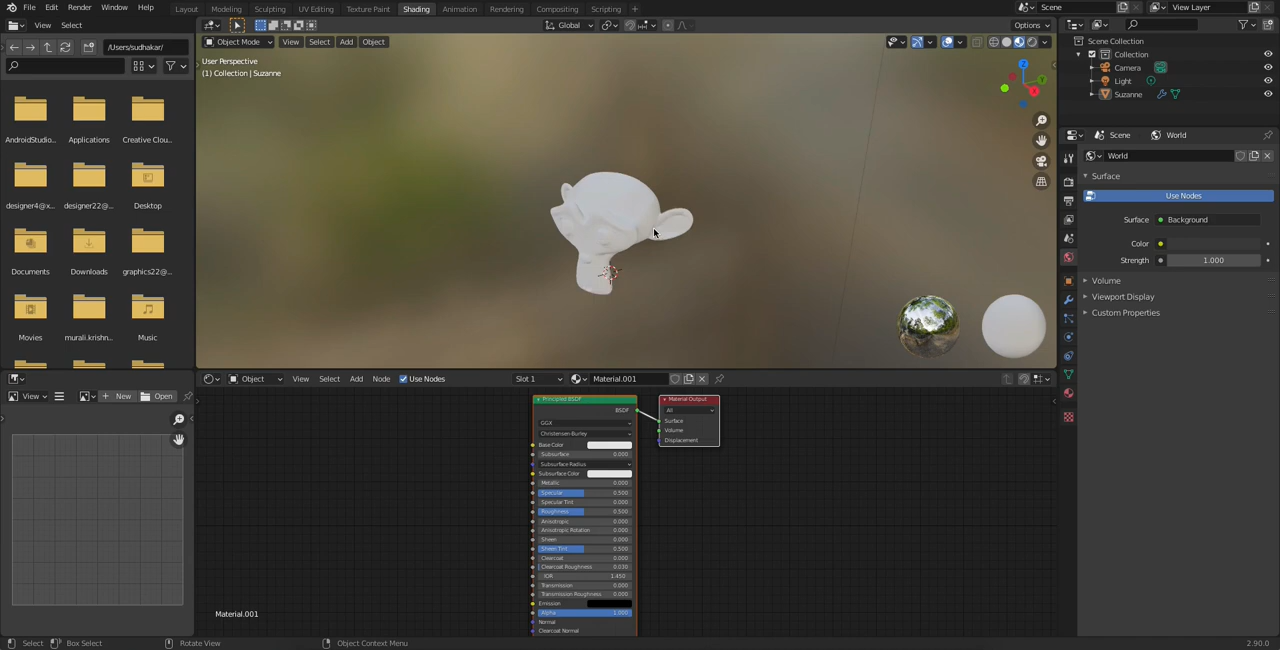 File Edit Render Window Help
Layout Modeling Sculpting UV Editing Texture Paint Shading Animation Rendering Compositing Scripting
Scene
View Layer
View Select
Global
Options
/Users/sudhakar/
Object Mode View Select Add Object
User Perspective
(1) Collection | Suzanne
Z
Y
X
AndroidStudio... Applications Creative Clou...
designer4@x... designer22@... Desktop
Documents Downloads graphics22@...
Movies murali.krishn... Music
Scene Collection
Collection
Camera
Light
Suzanne
Scene World
World
Surface
Use Nodes
Surface Background
Color
Strength 1.000
Volume
Viewport Display
Custom Properties
View New Open
Object View Select Add Node Use Nodes Slot 1 Material.001
Principled BSDF
BSDF
GGX
Christensen-Burley
Base Color
Subsurface 0.000
Subsurface Radius
Subsurface Color
Metallic 0.000
Specular 0.500
Specular Tint 0.000
Roughness 0.500
Anisotropic 0.000
Anisotropic Rotation 0.000
Sheen 0.000
Sheen Tint 0.500
Clearcoat 0.000
Clearcoat Roughness 0.030
IOR 1.450
Transmission 0.000
Transmission Roughness 0.000
Emission
Alpha 1.000
Normal
Clearcoat Normal
Material Output
All
Surface
Volume
Displacement
Material.001
Select Box Select Rotate View Object Context Menu 2.90.0